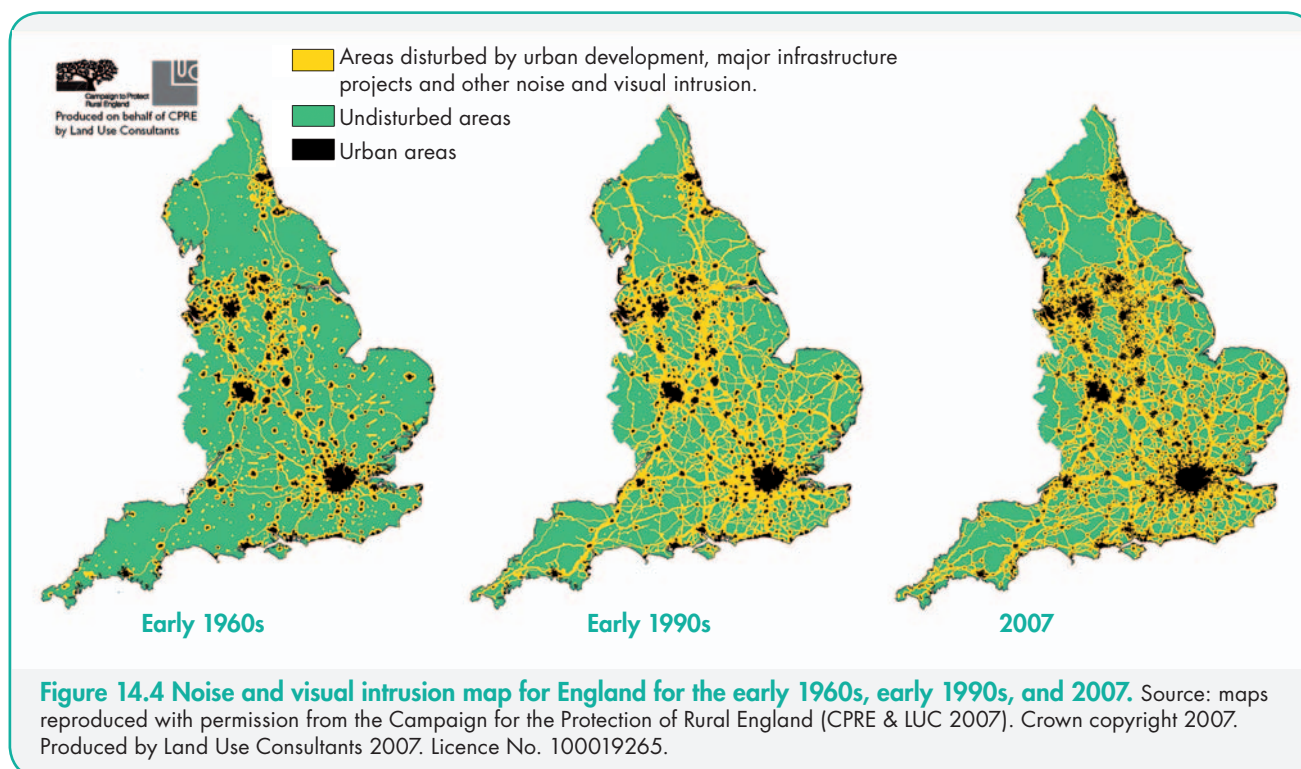 Campaign to Protect
Rural England
LUC
Produced on behalf of CPRE
by Land Use Consultants
Areas disturbed by urban development, major infrastructure
projects and other noise and visual intrusion.
Undisturbed areas
Urban areas
Early 1960s
Early 1990s
2007
Figure 14.4 Noise and visual intrusion map for England for the early 1960s, early 1990s, and 2007. Source: maps
reproduced with permission from the Campaign for the Protection of Rural England (CPRE & LUC 2007). Crown copyright 2007.
Produced by Land Use Consultants 2007. Licence No. 100019265.